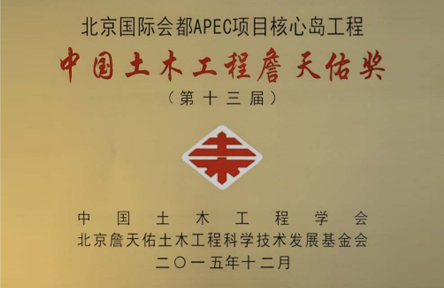 北京国际会都APEC项目核心岛工程
中国土木工程詹天佑奖
（第十三届）
中国土木工程学会
北京詹天佑土木工程科学技术发展基金会
二〇一五年十二月